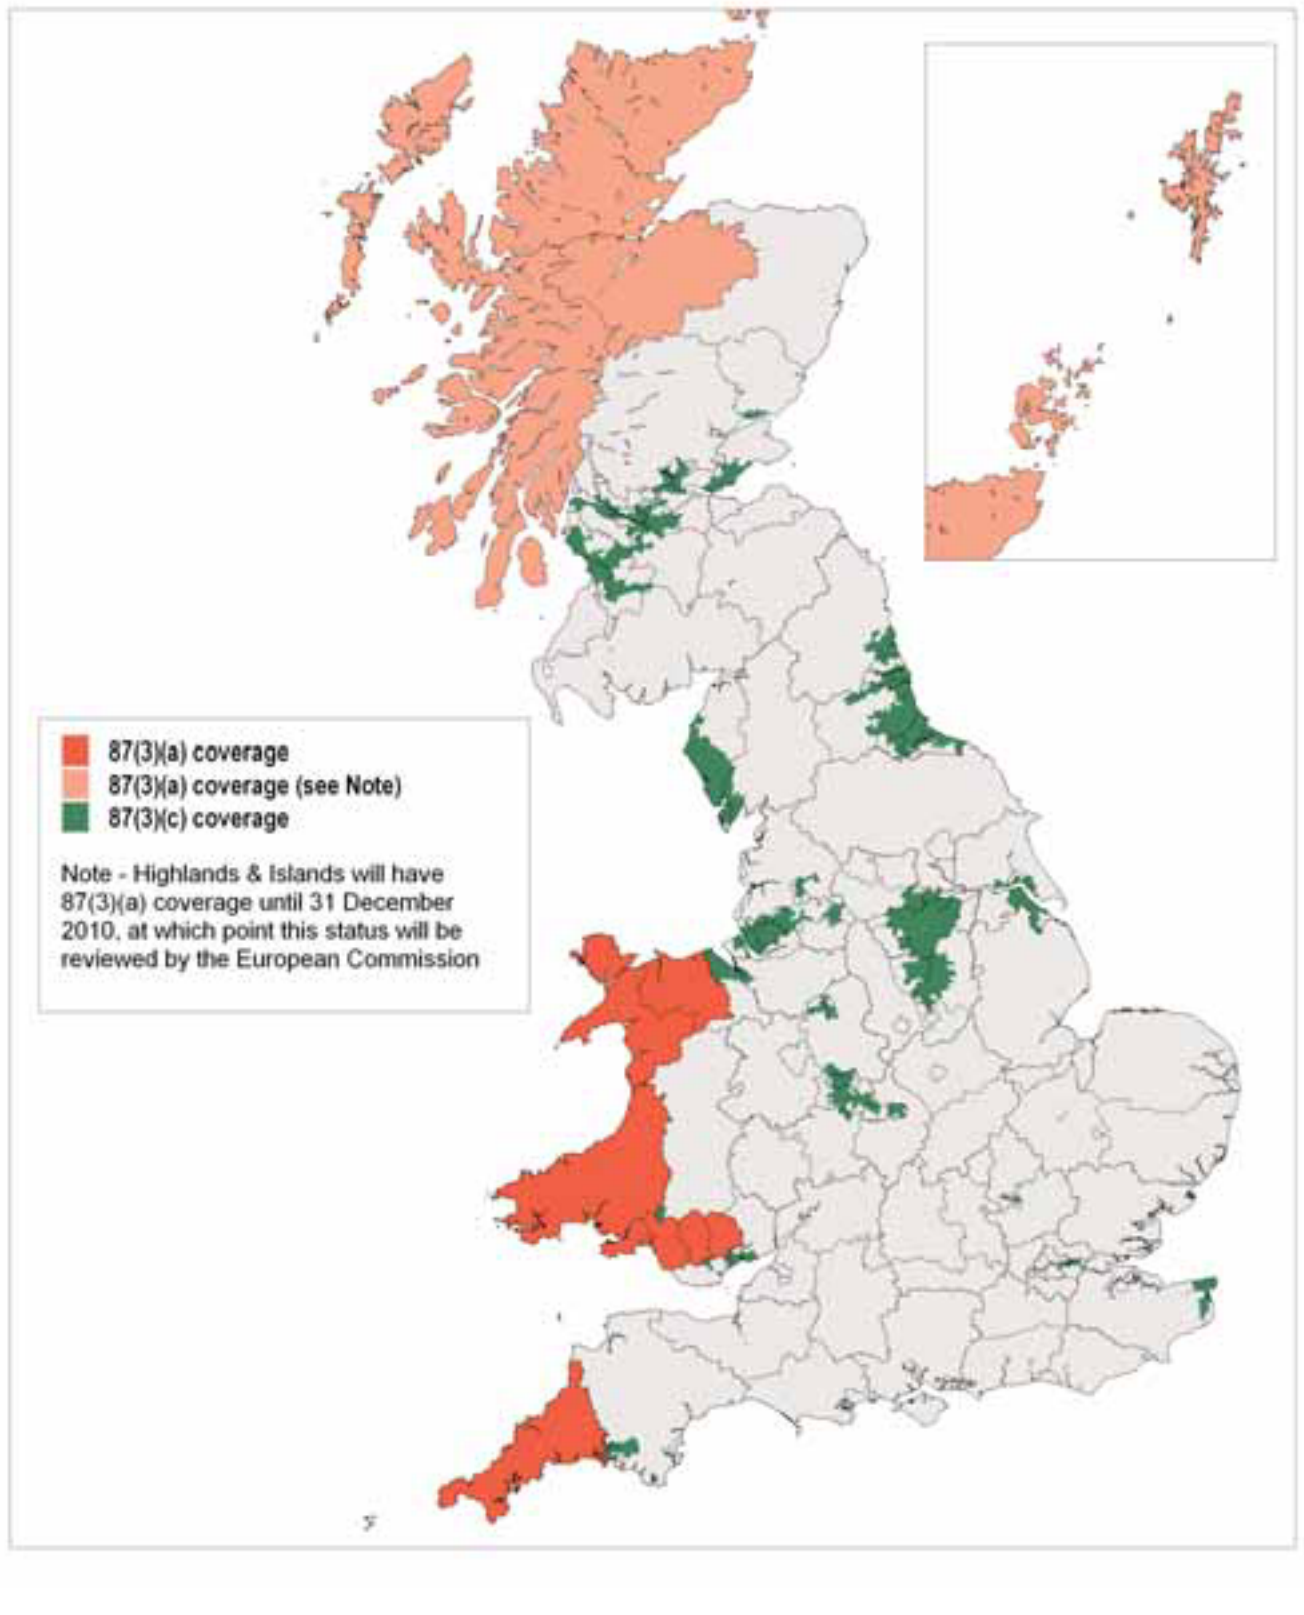 87(3)(a) coverage
87(3)(a) coverage (see Note)
87(3)(c) coverage
Note - Highlands & Islands will have
87(3)(a) coverage until 31 December
2010, at which point this status will be
reviewed by the European Commission